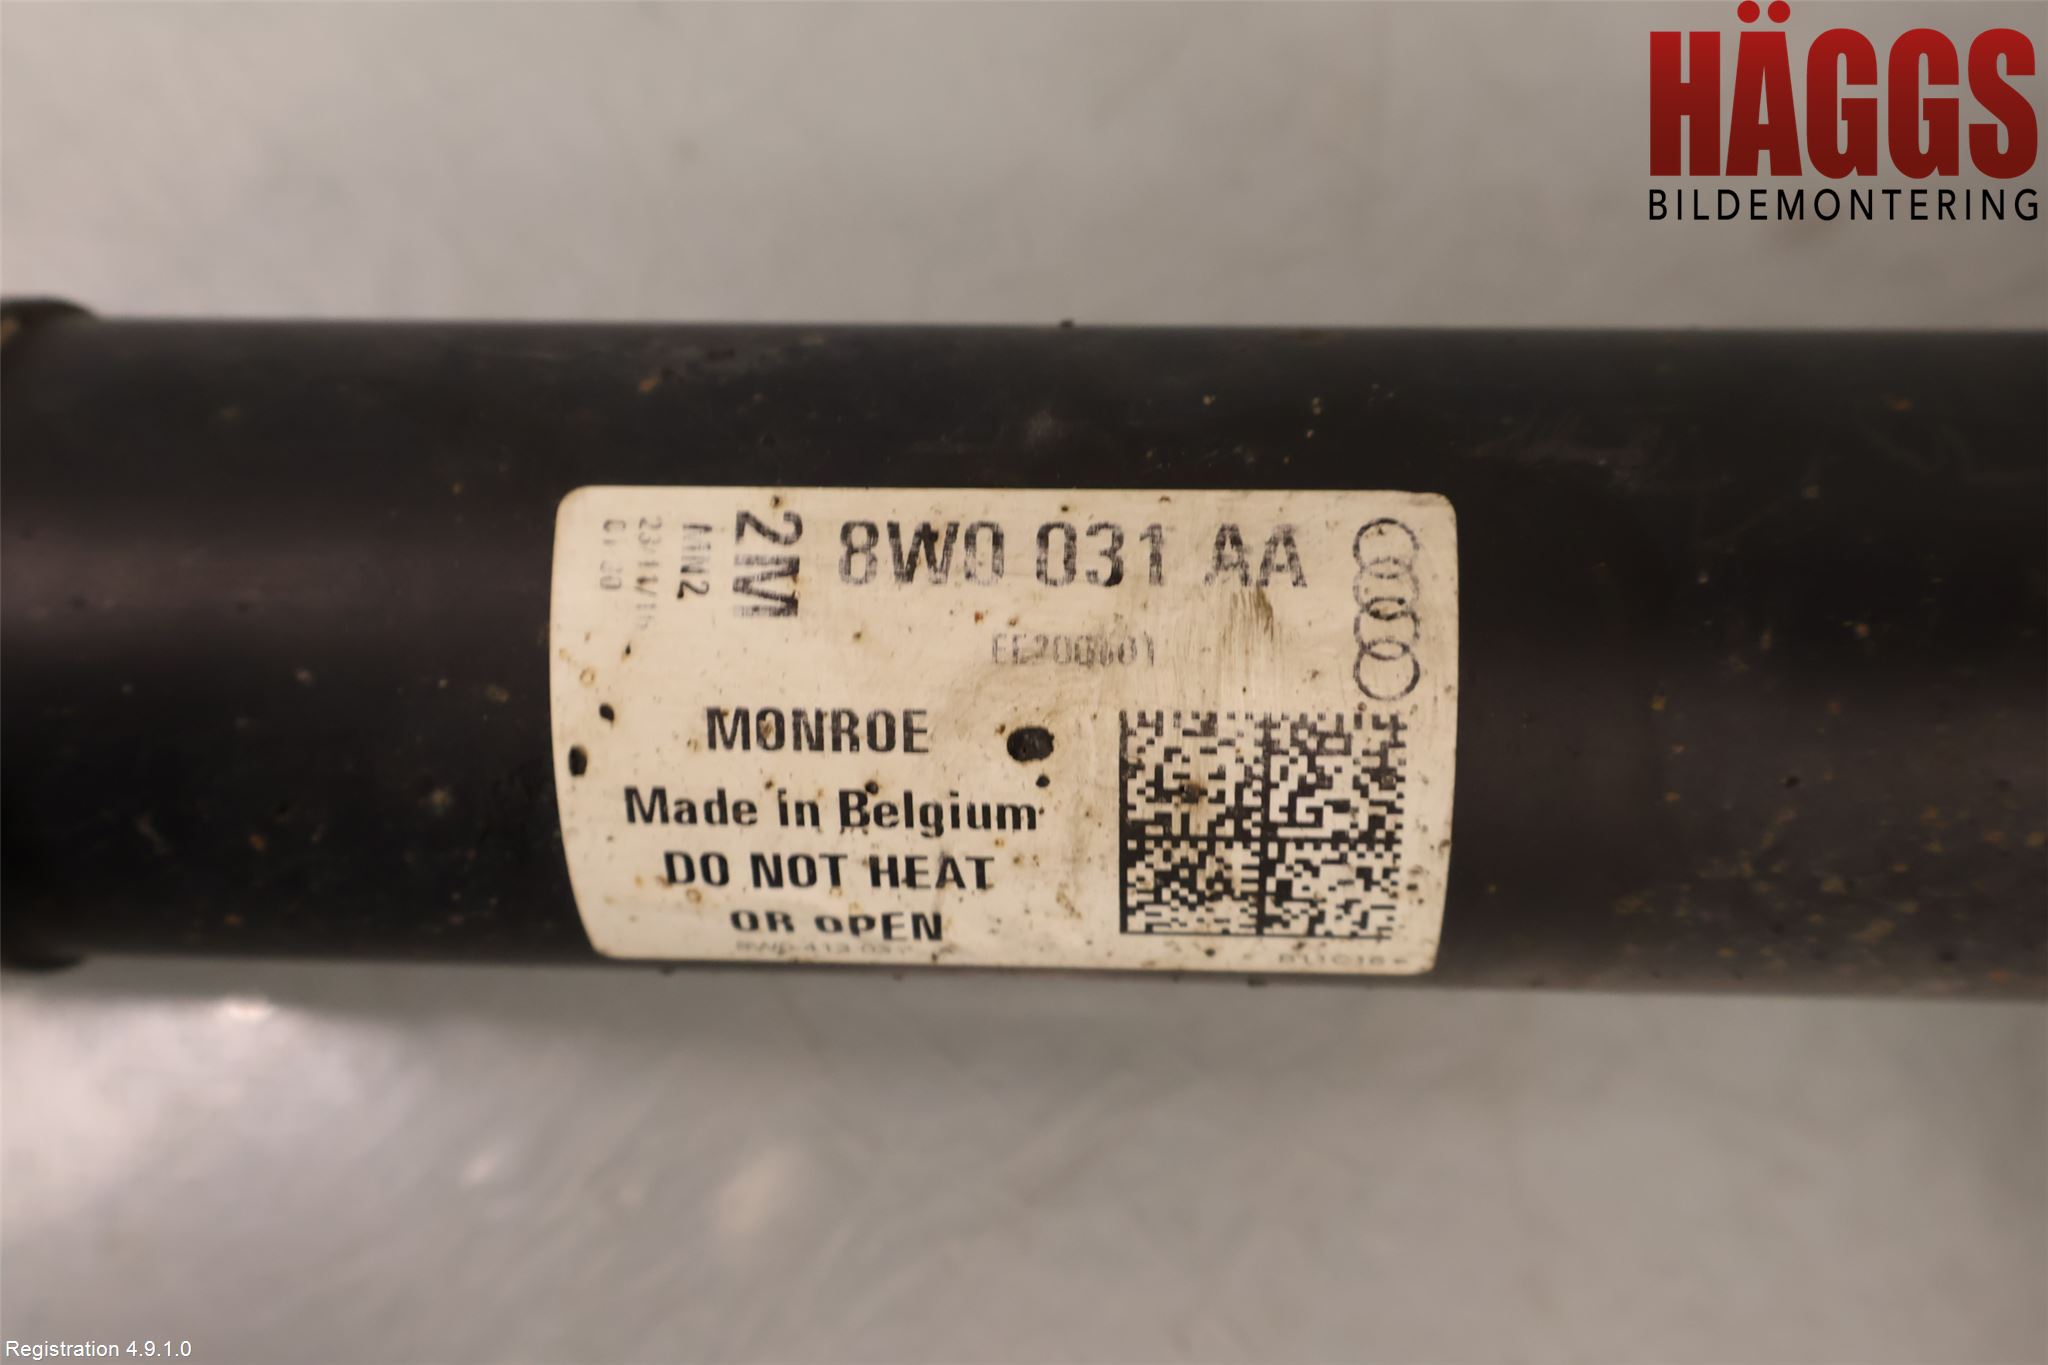 HÄGGS
BILDEMONTERING
8W0 031 AA
2M
MN2
MONROE
Made in Belgium
DO NOT HEAT
OR OPEN
Registration 4.9.1.0